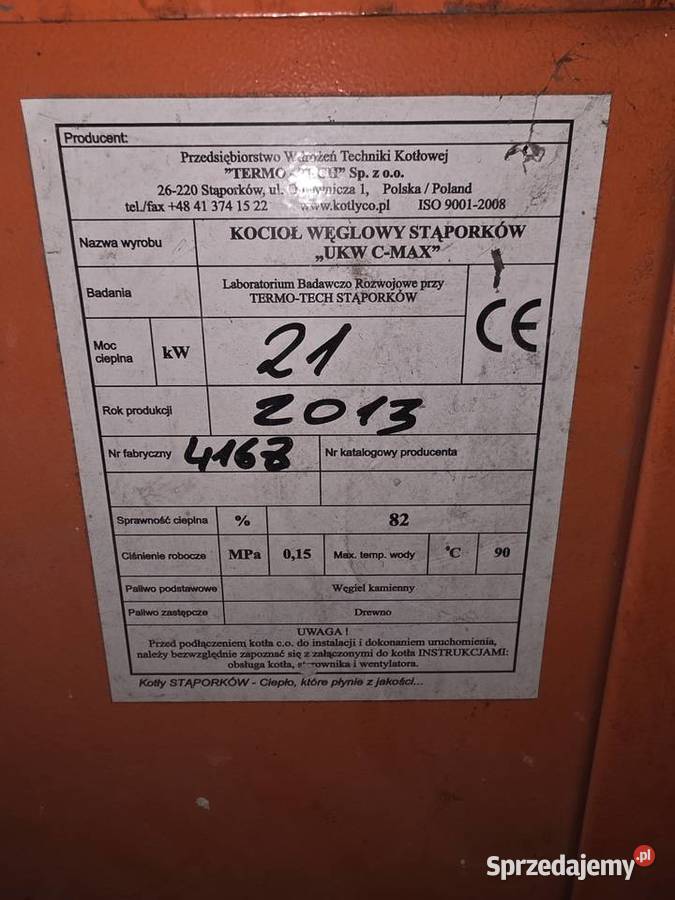 Producent:
Przedsiębiorstwo Wdrożeń Techniki Kotłowej
"TERMO-TECH" Sp. z o.o.
26-220 Stąporków, ul. 1, Polska / Poland
tel./fax +48 41 374 15 22 www.kotlyco.pl ISO 9001-2008
Nazwa wyrobu KOCIOŁ WĘGLOWY STĄPORKÓW
„UKW C-MAX"
Badania Laboratorium Badawczo Rozwojowe przy
TERMO-TECH STĄPORKÓW
CE
Moc
cieplna kW 21
Rok produkcji 2013
Nr fabryczny 4168 Nr katalogowy producenta
Sprawność cieplna % 82
Ciśnienie robocze MPa 0,15 Max. temp. wody °C 90
Paliwo podstawowe Węgiel kamienny
Paliwo zastępcze Drewno
UWAGA !
Przed podłączeniem kotła c.o. do instalacji i dokonaniem uruchomienia,
należy bezwzględnie zapoznać się z załączonymi do kotła INSTRUKCJAMI:
obsługa kotła, sterownika i wentylatora.
Kotły STĄPORKÓW - Ciepło, które płynie z jakości...
Sprzedajemy.pl